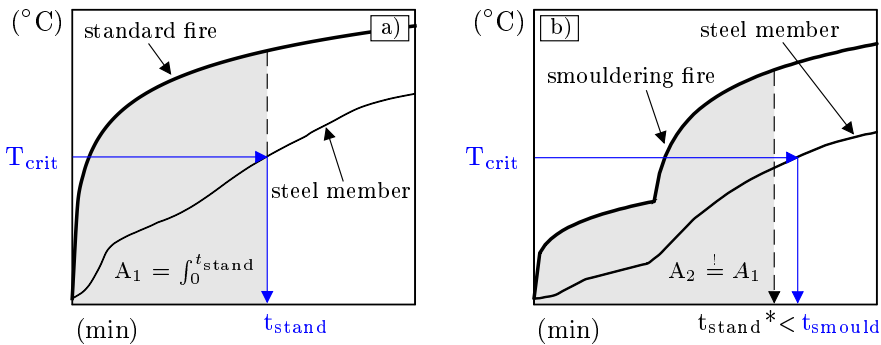 (°C)
a)
standard fire
T_crit
steel member
A_1 = ∫_0^{t_stand}
(min)
t_stand
(°C)
b)
steel member
smouldering fire
T_crit
A_2 =^! A_1
(min)
t_stand* < t_smould